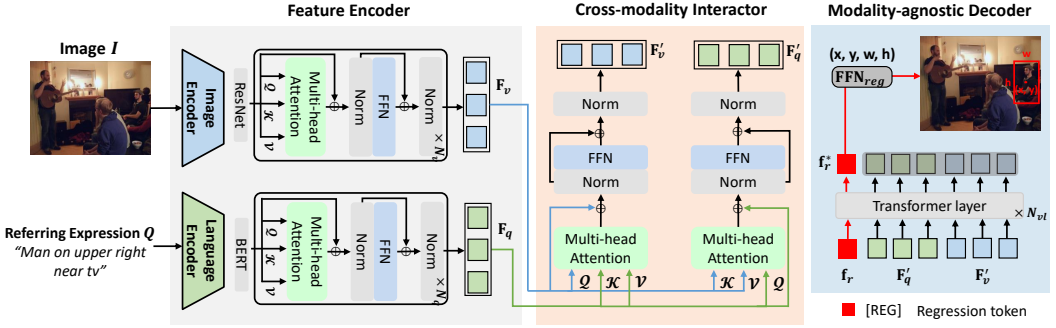 Feature Encoder
Cross-modality Interactor
Modality-agnostic Decoder
Image I
Image
Encoder
ResNet
Q
K
V
Multi-head
Attention
Norm
FFN
Norm
× N_v
F_v
Referring Expression Q
"Man on upper right
near tv"
Language
Encoder
BERT
Q
K
V
Multi-head
Attention
Norm
FFN
Norm
× N_q
F_q
F′_v
Norm
FFN
Norm
Multi-head
Attention
Q K V
F′_q
Norm
FFN
Norm
Multi-head
Attention
K V Q
(x, y, w, h)
FFN_reg
w
h
(x, y)
f_r^*
Transformer layer
× N_vl
f_r F′_q F′_v
[REG] Regression token